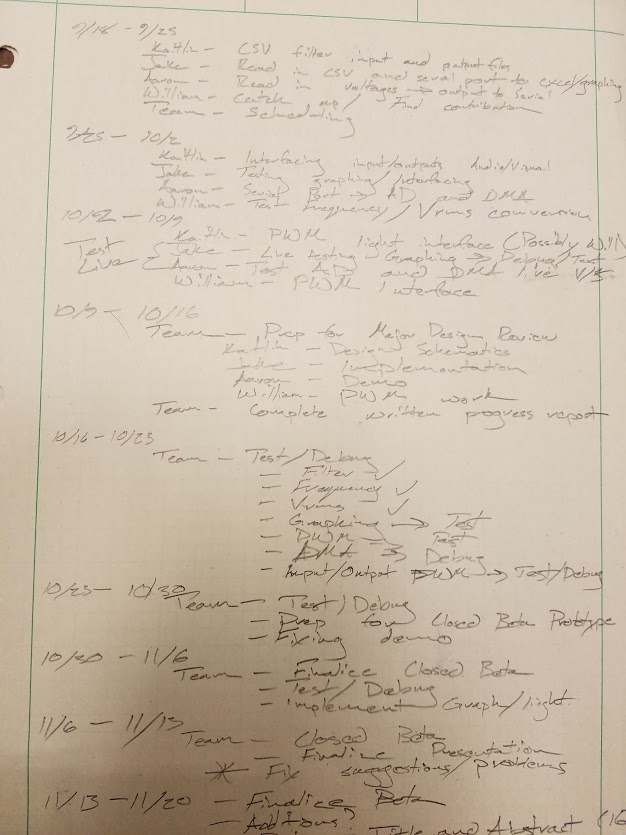 9/18 - 9/25
Kaitlin - CSV filter input and output files
Jake - Read in CSV and serial port to excel/graphing
Aaron - Read in voltages → output to Serial
William - Catch up / Find contribution
Team - Scheduling
9/25 - 10/2
Kaitlin - Interfacing input/outputs Audio/Visual
Jake - Testing graphing/interfacing
Aaron - Serial Port → AD and DMA
William - Test Frequency/Vrms conversion
10/02 - 10/9
Kaitlin - PWM light interface (Possibly Will)
Test Live { Jake - Live testing Graphing → Debug/Test
Aaron - Test AD and DMA live
William - PWM Interface
10/9 - 10/16
Team - Prep for Major Design Review
Kaitlin - Design Schematics
Jake - Implementation
Aaron - Demo
William - PWM work
Team - Complete written progress report
10/16 - 10/23
Team - Test/Debug
- Filter ✓
- Frequency ✓
- Vrms ✓
- Graphing → Test
- PWM → Test
- DMA → Debug
- Input/Output PWM → Test/Debug
10/23 - 10/30
Team - Test/Debug
- Prep for Closed Beta Prototype
- Fixing demo
10/30 - 11/6
Team - Finalize Closed Beta
- Test/Debug
- implement Graph/light
11/6 - 11/13
Team - Closed Beta
- Finalize Presentation
* Fix suggestions/problems
11/13 - 11/20 - Finalize Beta
- Additions?
Title and Abstract